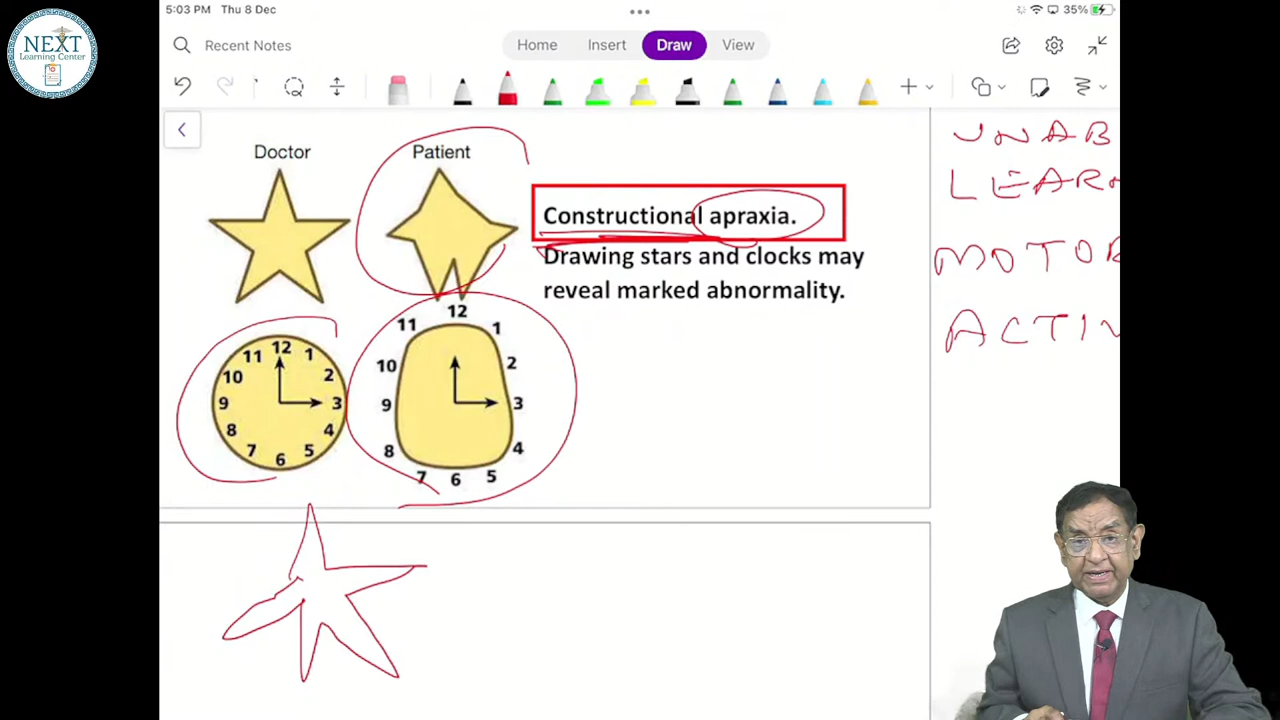 5:03 PM Thu 8 Dec
35%
NEXT
Learning Center
Recent Notes
Home Insert Draw View
Doctor
Patient
Constructional apraxia.
Drawing stars and clocks may
reveal marked abnormality.
UNAB
LEAR
MOTOR
ACTIV
12
11 1
10 2
9 3
8 4
7 5
6
12
11 1
10 2
9 3
8 4
7 6 5